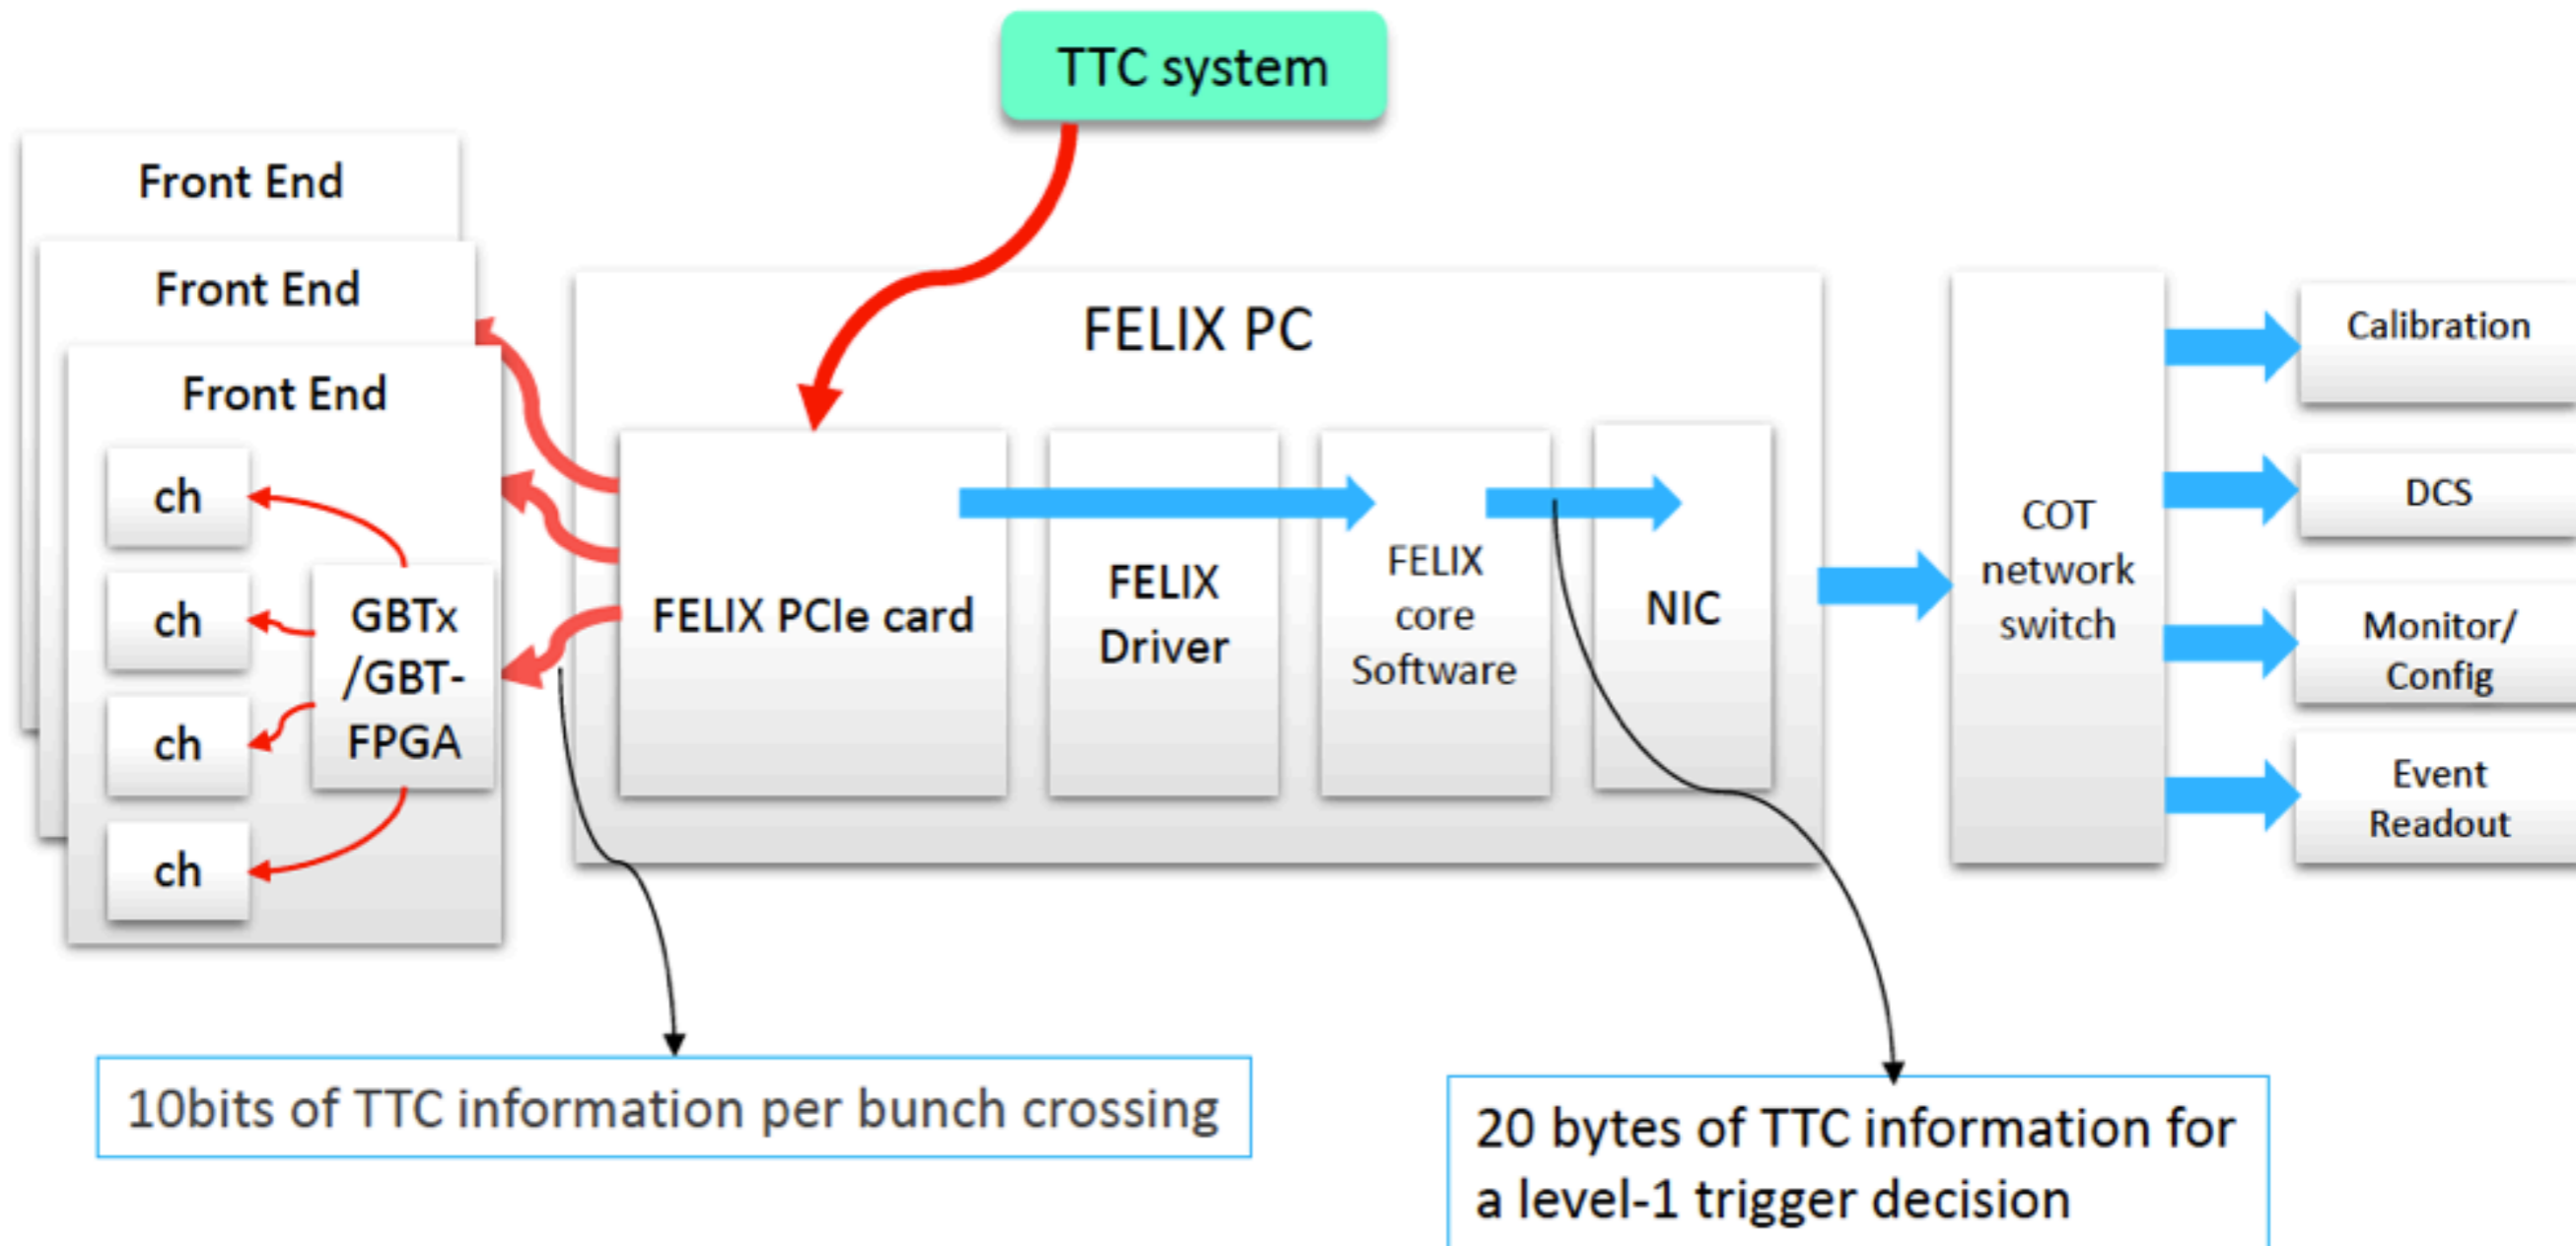 TTC system
Front End
Front End
Front End
ch
ch
ch
ch
GBTx
/GBT-
FPGA
FELIX PC
FELIX PCIe card
FELIX
Driver
FELIX
core
Software
NIC
COT
network
switch
Calibration
DCS
Monitor/
Config
Event
Readout
10bits of TTC information per bunch crossing
20 bytes of TTC information for
a level-1 trigger decision